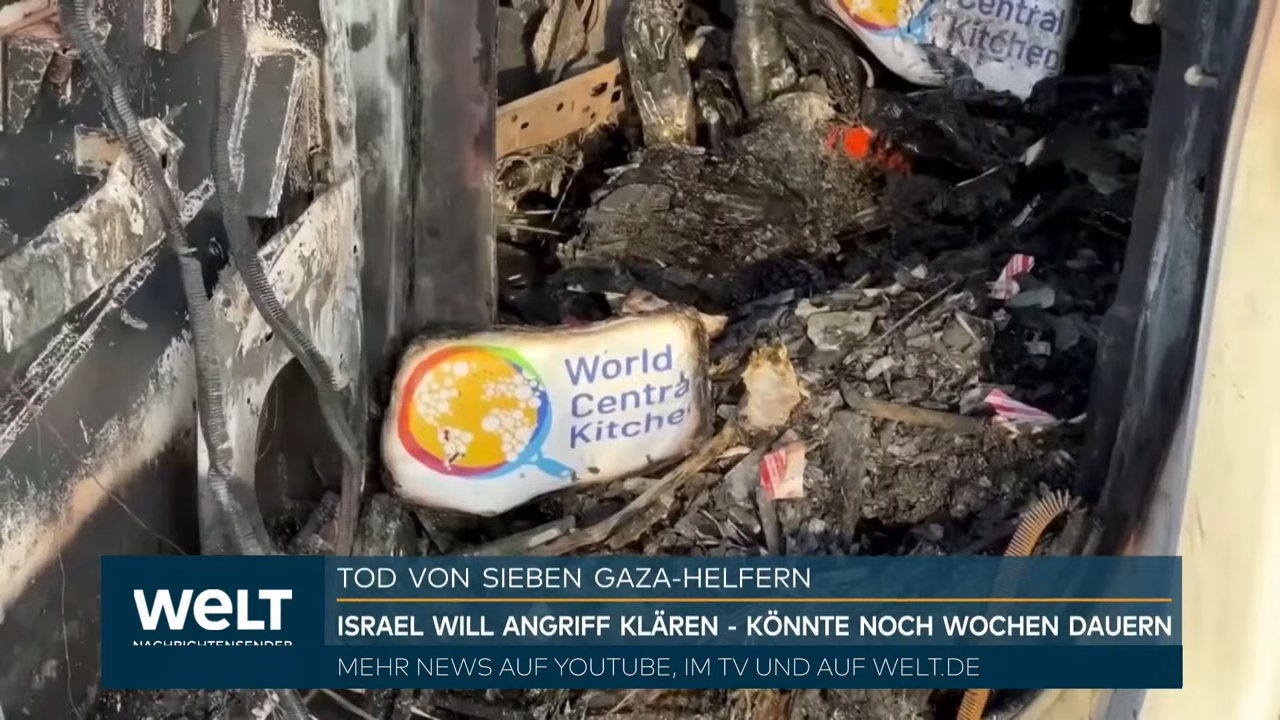 Central
Kitchen
World
Central
Kitche
WELT
NACHRICHTENSENDER
TOD VON SIEBEN GAZA-HELFERN
ISRAEL WILL ANGRIFF KLÄREN - KÖNNTE NOCH WOCHEN DAUERN
MEHR NEWS AUF YOUTUBE, IM TV UND AUF WELT.DE